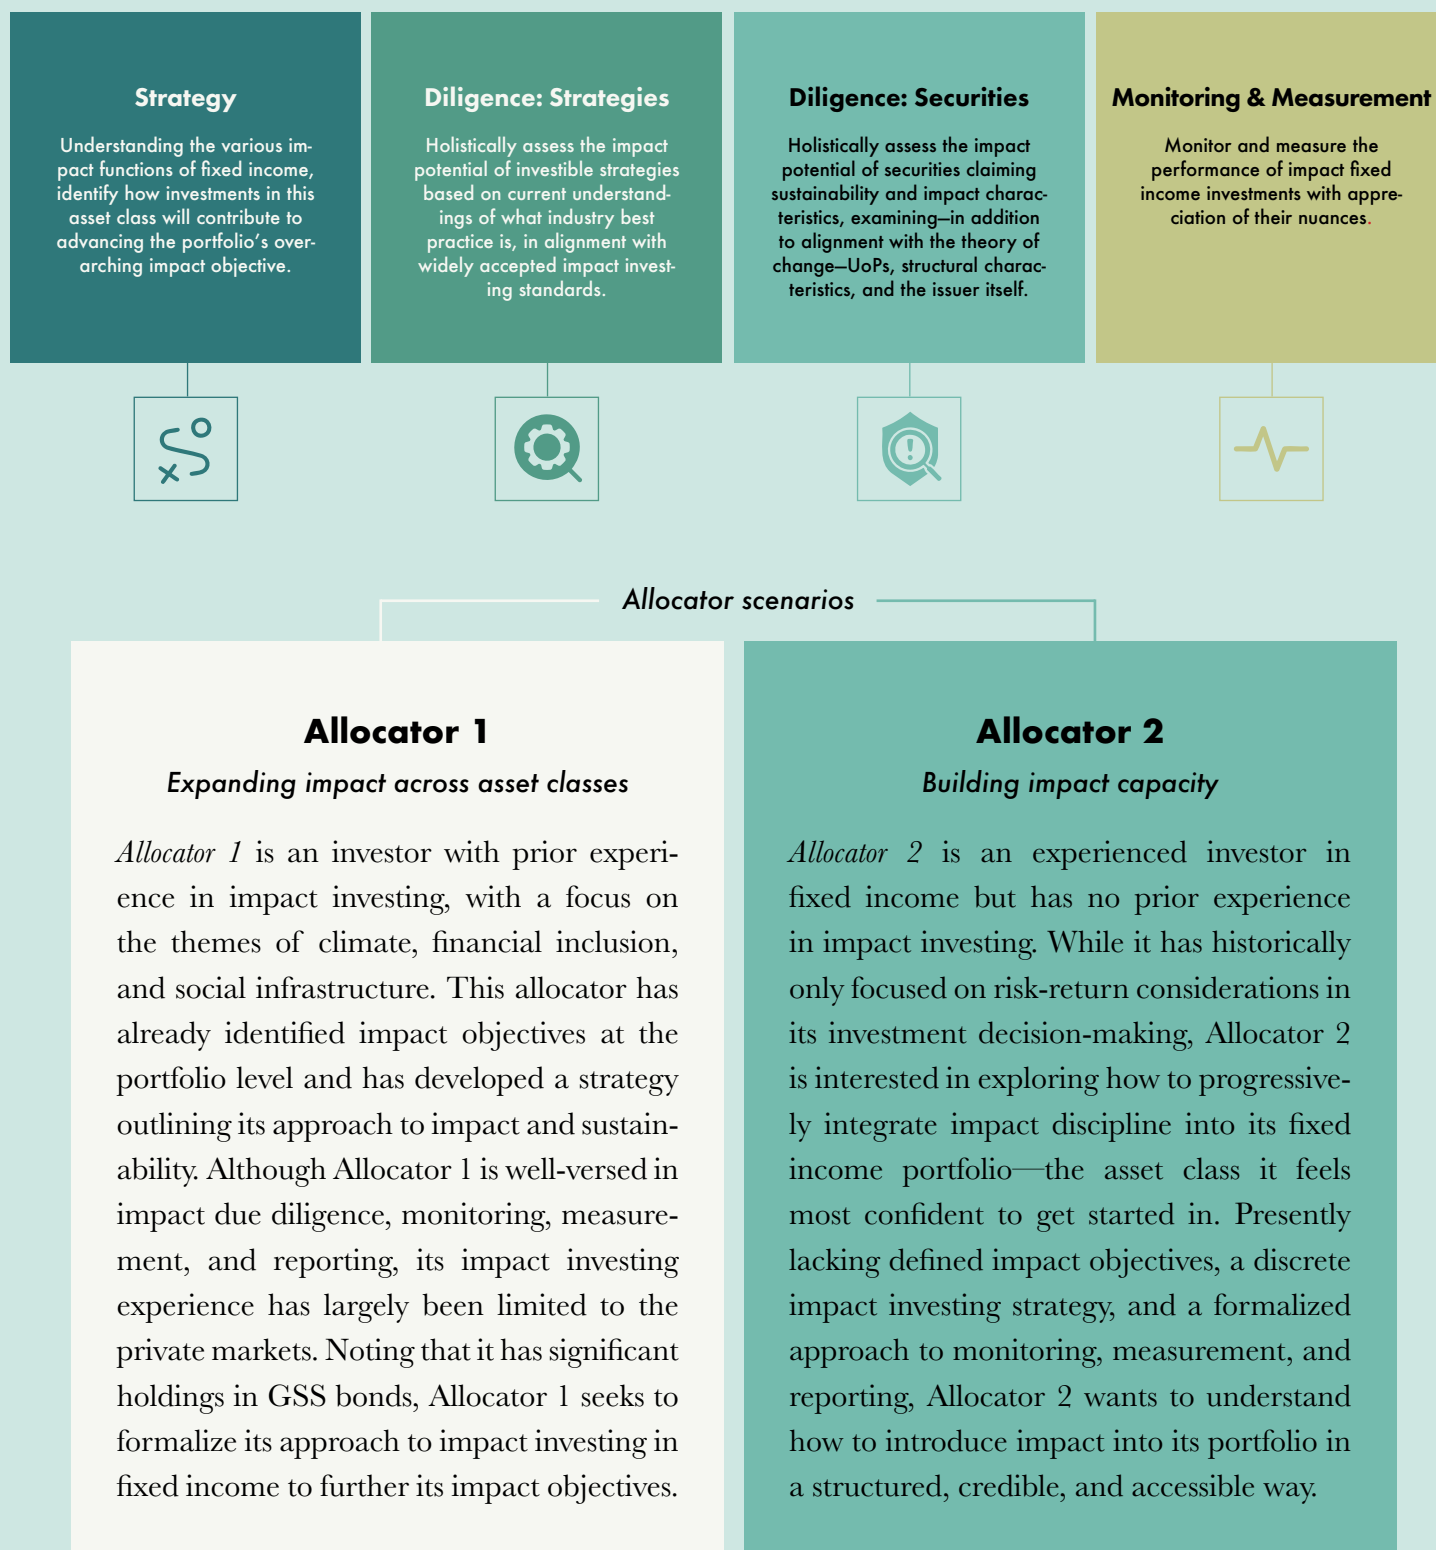 Strategy
Understanding the various im-
pact functions of fixed income,
identify how investments in this
asset class will contribute to
advancing the portfolio's over-
arching impact objective.
Diligence: Strategies
Holistically assess the impact
potential of investible strategies
based on current understand-
ings of what industry best
practice is, in alignment with
widely accepted impact invest-
ing standards.
Diligence: Securities
Holistically assess the impact
potential of securities claiming
sustainability and impact charac-
teristics, examining—in addition
to alignment with the theory of
change—UoPs, structural charac-
teristics, and the issuer itself.
Monitoring & Measurement
Monitor and measure the
performance of impact fixed
income investments with appre-
ciation of their nuances.
Allocator scenarios
Allocator 1
Expanding impact across asset classes
Allocator 1 is an investor with prior experi-
ence in impact investing, with a focus on
the themes of climate, financial inclusion,
and social infrastructure. This allocator has
already identified impact objectives at the
portfolio level and has developed a strategy
outlining its approach to impact and sustain-
ability. Although Allocator 1 is well-versed in
impact due diligence, monitoring, measure-
ment, and reporting, its impact investing
experience has largely been limited to the
private markets. Noting that it has significant
holdings in GSS bonds, Allocator 1 seeks to
formalize its approach to impact investing in
fixed income to further its impact objectives.
Allocator 2
Building impact capacity
Allocator 2 is an experienced investor in
fixed income but has no prior experience
in impact investing. While it has historically
only focused on risk-return considerations in
its investment decision-making, Allocator 2
is interested in exploring how to progressive-
ly integrate impact discipline into its fixed
income portfolio—the asset class it feels
most confident to get started in. Presently
lacking defined impact objectives, a discrete
impact investing strategy, and a formalized
approach to monitoring, measurement, and
reporting, Allocator 2 wants to understand
how to introduce impact into its portfolio in
a structured, credible, and accessible way.